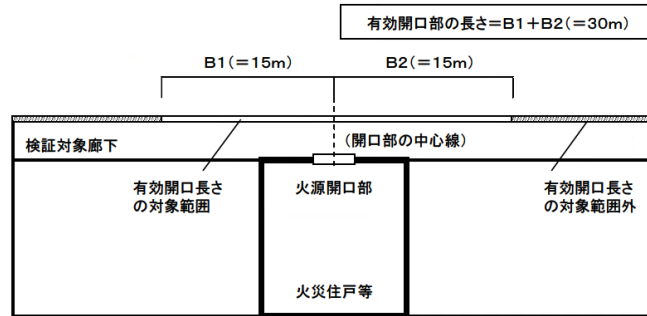 有効開口部の長さ=B1+B2(=30m)
B1(=15m)
B2(=15m)
検証対象廊下
(開口部の中心線)
有効開口長さ
の対象範囲
火源開口部
有効開口長さ
の対象範囲外
火災住戸等